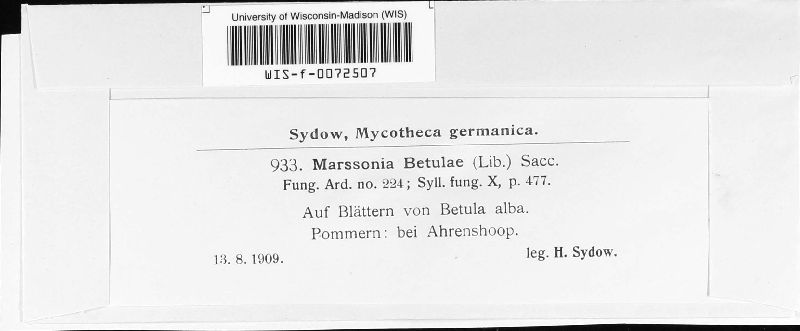 University of Wisconsin-Madison (WIS)
WIS-f-0072507
Sydow, Mycotheca germanica.
933. Marssonia Betulae (Lib.) Sacc.
Fung. Ard. no. 224; Syll. fung. X, p. 477.
Auf Blättern von Betula alba.
Pommern: bei Ahrenshoop.
13. 8. 1909.
leg. H. Sydow.